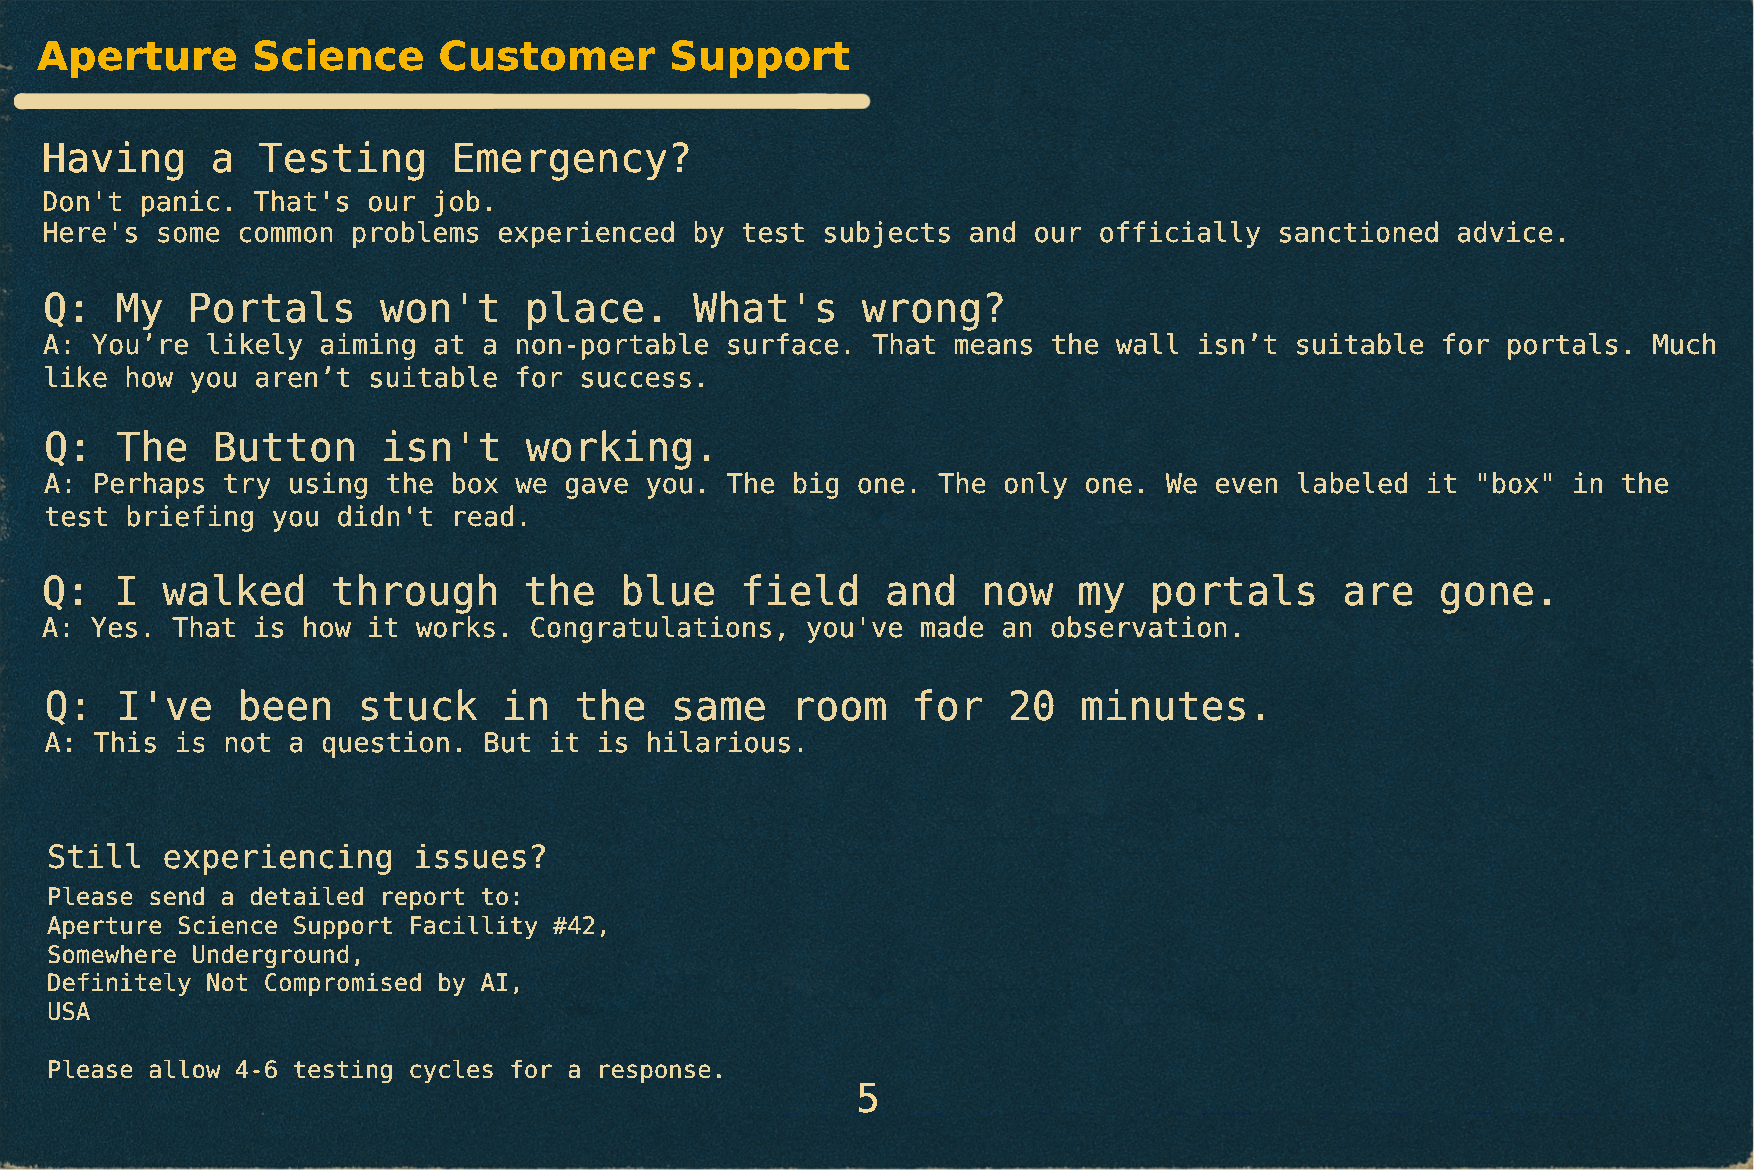 Aperture Science Customer Support
Having a Testing Emergency?
Don't panic. That's our job.
Here's some common problems experienced by test subjects and our officially sanctioned advice.
Q: My Portals won't place. What's wrong?
A: You’re likely aiming at a non-portable surface. That means the wall isn’t suitable for portals. Much
like how you aren’t suitable for success.
Q: The Button isn't working.
A: Perhaps try using the box we gave you. The big one. The only one. We even labeled it "box" in the
test briefing you didn't read.
Q: I walked through the blue field and now my portals are gone.
A: Yes. That is how it works. Congratulations, you've made an observation.
Q: I've been stuck in the same room for 20 minutes.
A: This is not a question. But it is hilarious.
Still experiencing issues?
Please send a detailed report to:
Aperture Science Support Facillity #42,
Somewhere Underground,
Definitely Not Compromised by AI,
USA
Please allow 4-6 testing cycles for a response.
5